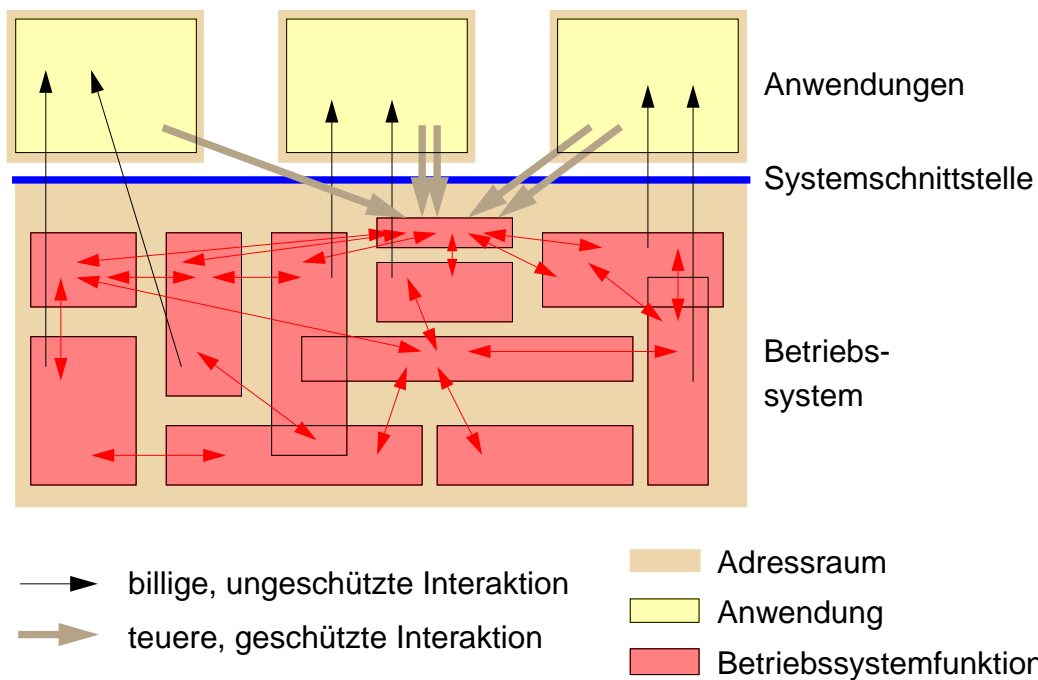 Anwendungen
Systemschnittstelle
Betriebs-
system
billige, ungeschützte Interaktion
teuere, geschützte Interaktion
Adressraum
Anwendung
Betriebssystemfunktion